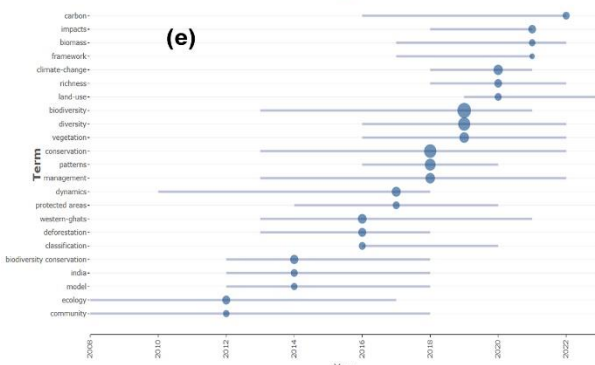 (e)
carbon
impacts
biomass
framework
climate-change
richness
land-use
biodiversity
diversity
vegetation
conservation
patterns
management
dynamics
protected areas
western-ghats
deforestation
classification
biodiversity conservation
india
model
ecology
community
Term
2008 2010 2012 2014 2016 2018 2020 2022